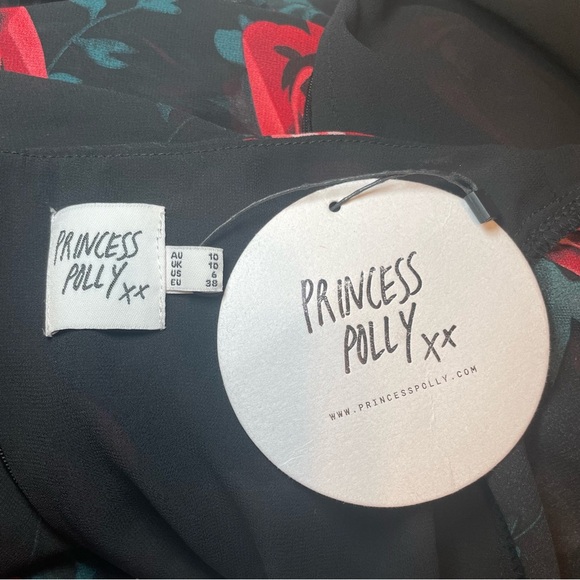 PRINCESS
POLLY xx
AU 10
UK 10
US 6
EU 38
PRINCESS
POLLY xx
WWW.PRINCESSPOLLY.COM